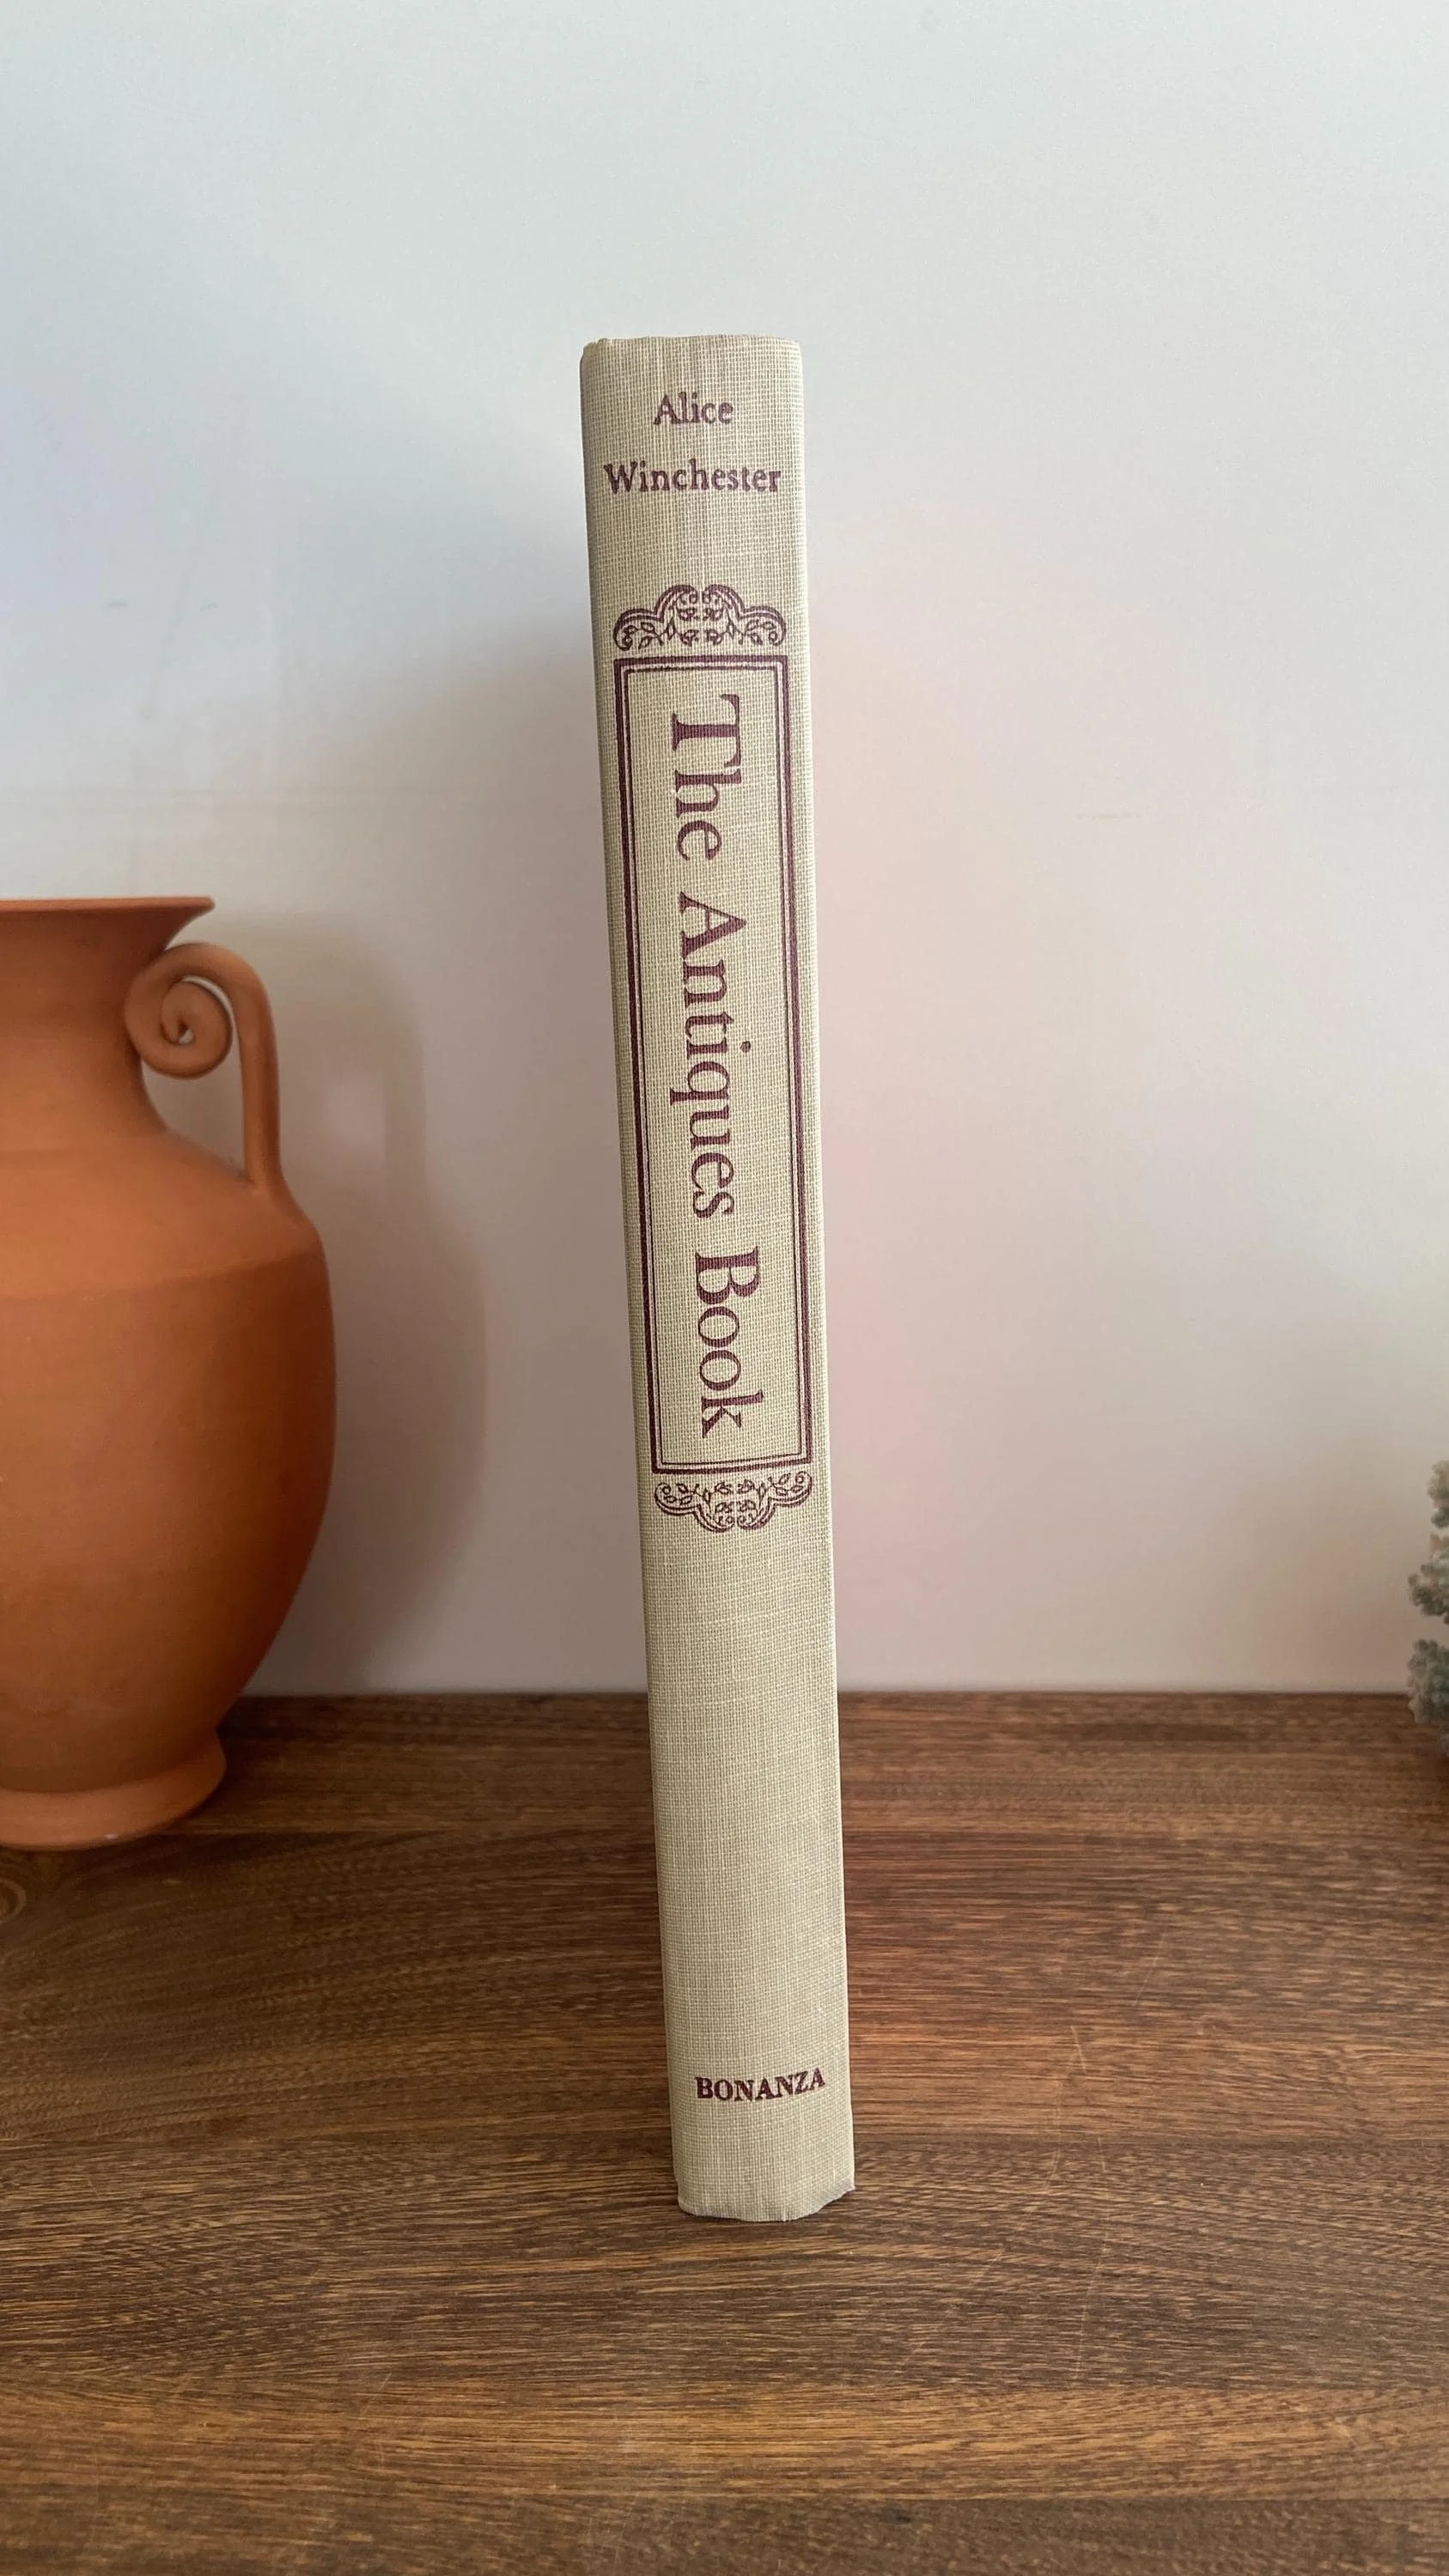 Alice
Winchester
The Antiques Book
BONANZA